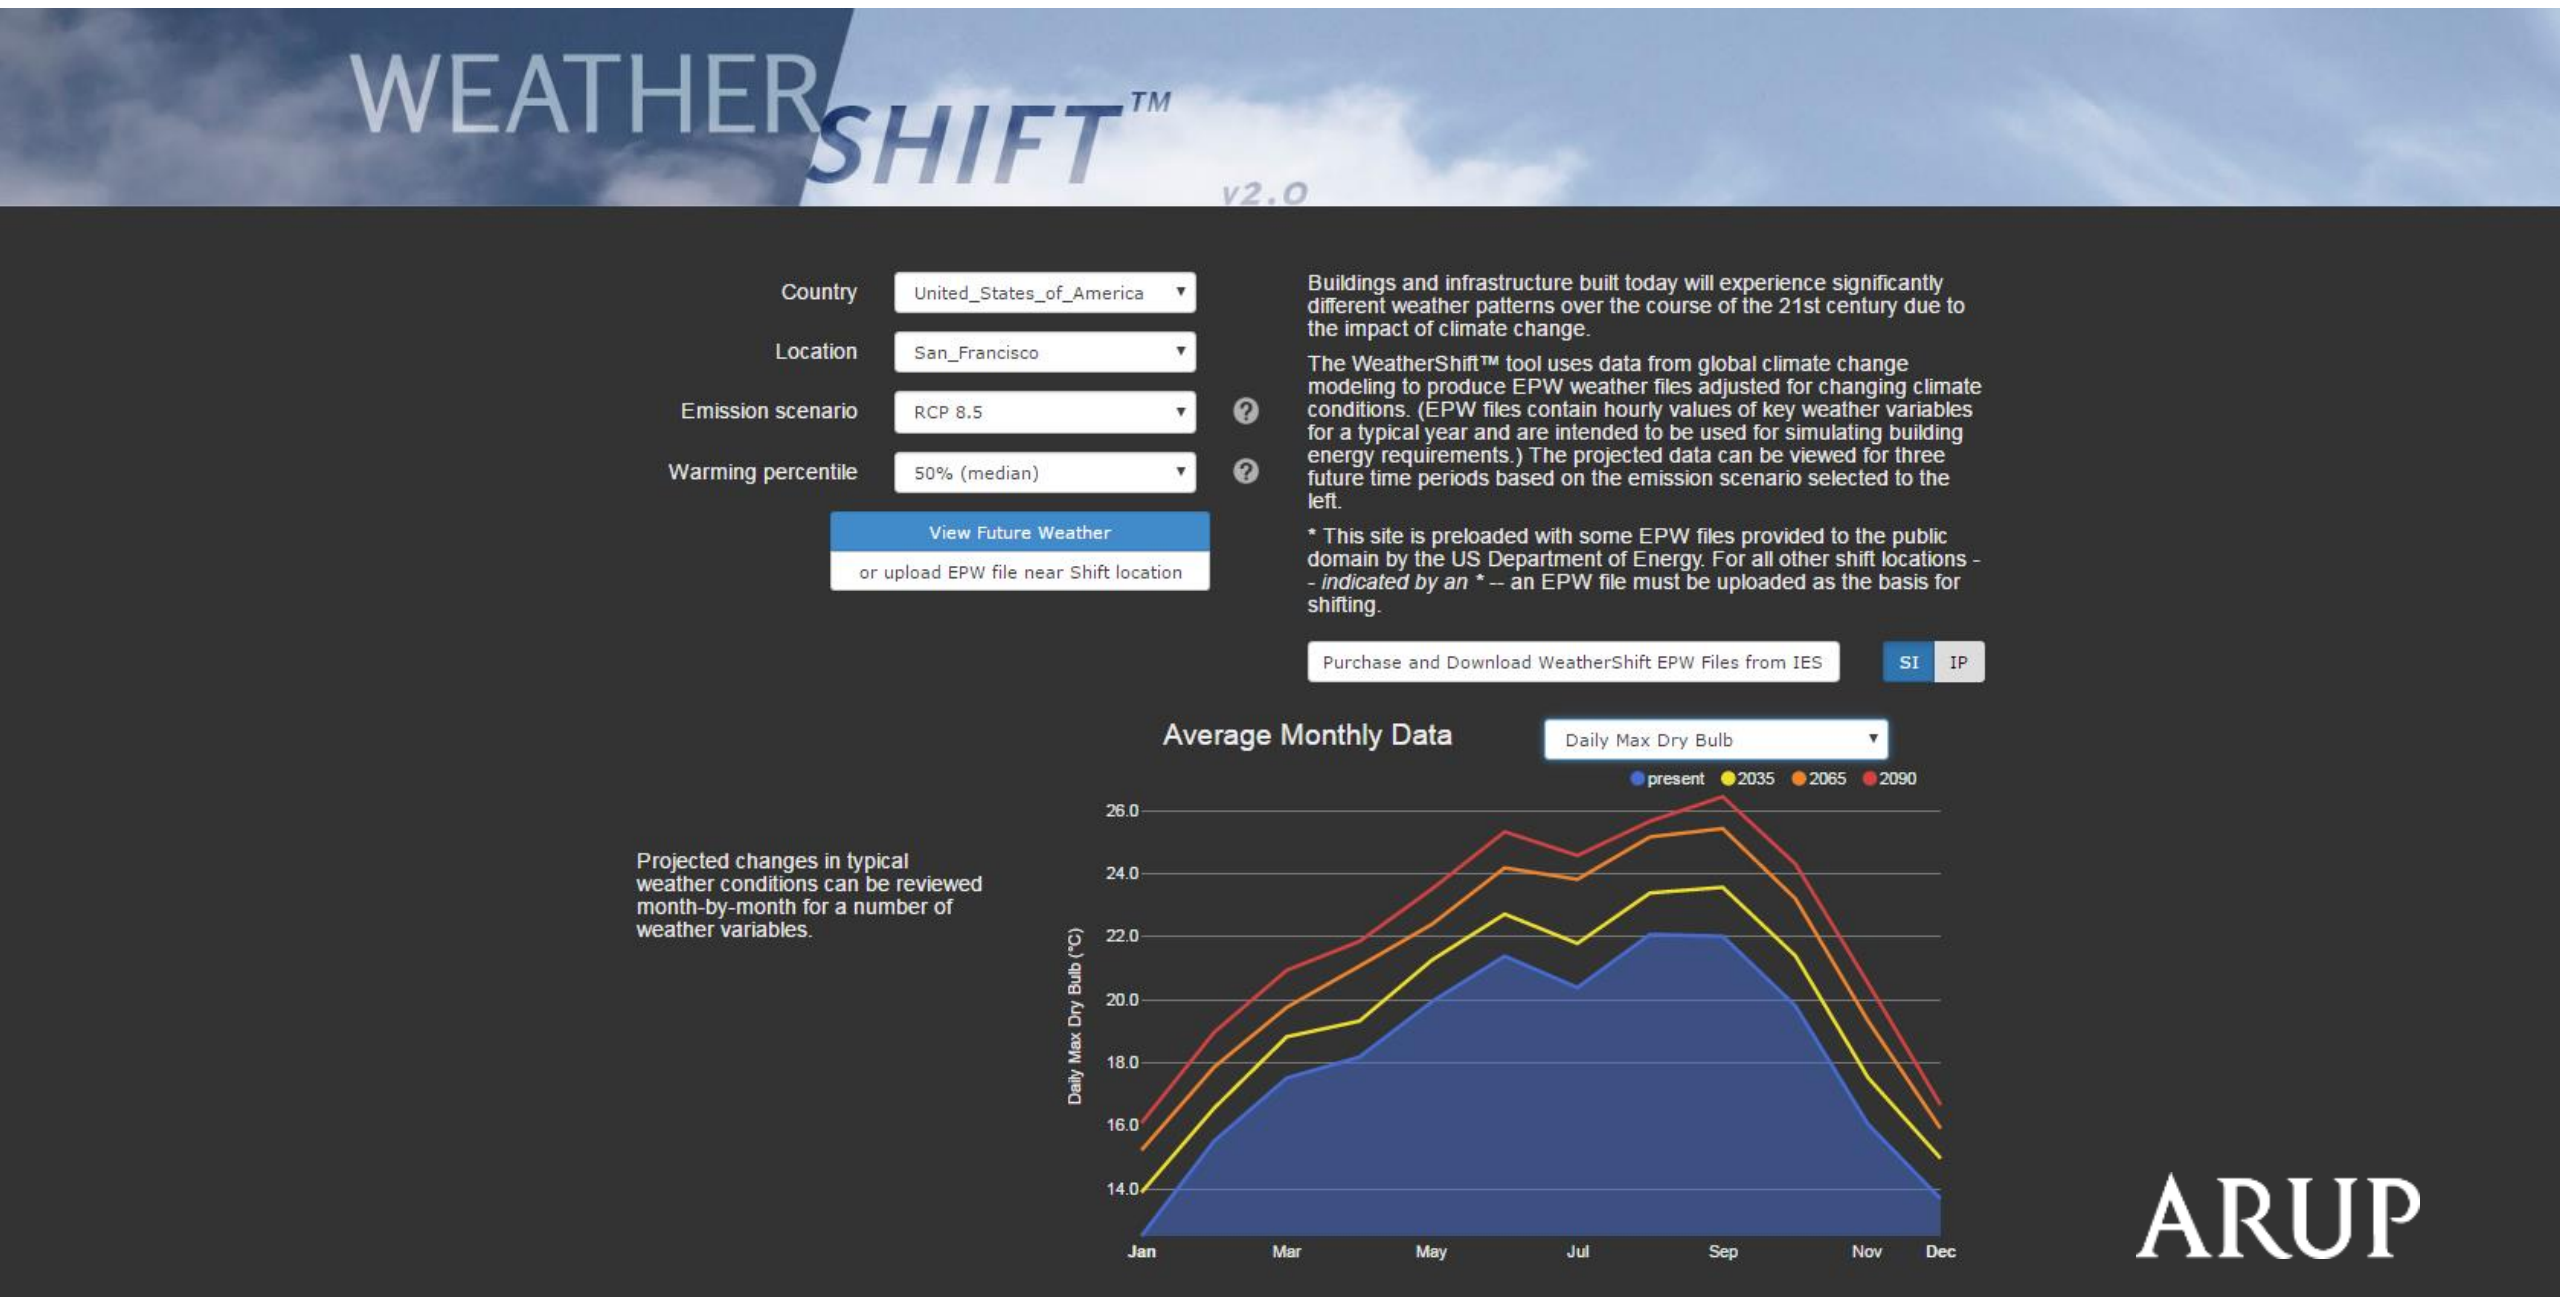 WEATHER
SHIFT™
v2.0
Country
United_States_of_America
Location
San_Francisco
Emission scenario
RCP 8.5
?
Warming percentile
50% (median)
?
View Future Weather
or upload EPW file near Shift location
Buildings and infrastructure built today will experience significantly
different weather patterns over the course of the 21st century due to
the impact of climate change.
The WeatherShift™ tool uses data from global climate change
modeling to produce EPW weather files adjusted for changing climate
conditions. (EPW files contain hourly values of key weather variables
for a typical year and are intended to be used for simulating building
energy requirements.) The projected data can be viewed for three
future time periods based on the emission scenario selected to the
left.
* This site is preloaded with some EPW files provided to the public
domain by the US Department of Energy. For all other shift locations -
- indicated by an * -- an EPW file must be uploaded as the basis for
shifting.
Purchase and Download WeatherShift EPW Files from IES
SI IP
Average Monthly Data
Daily Max Dry Bulb
present 2035 2065 2090
Projected changes in typical
weather conditions can be reviewed
month-by-month for a number of
weather variables.
Daily Max Dry Bulb (°C)
26.0
24.0
22.0
20.0
18.0
16.0
14.0
Jan Mar May Jul Sep Nov Dec
ARUP